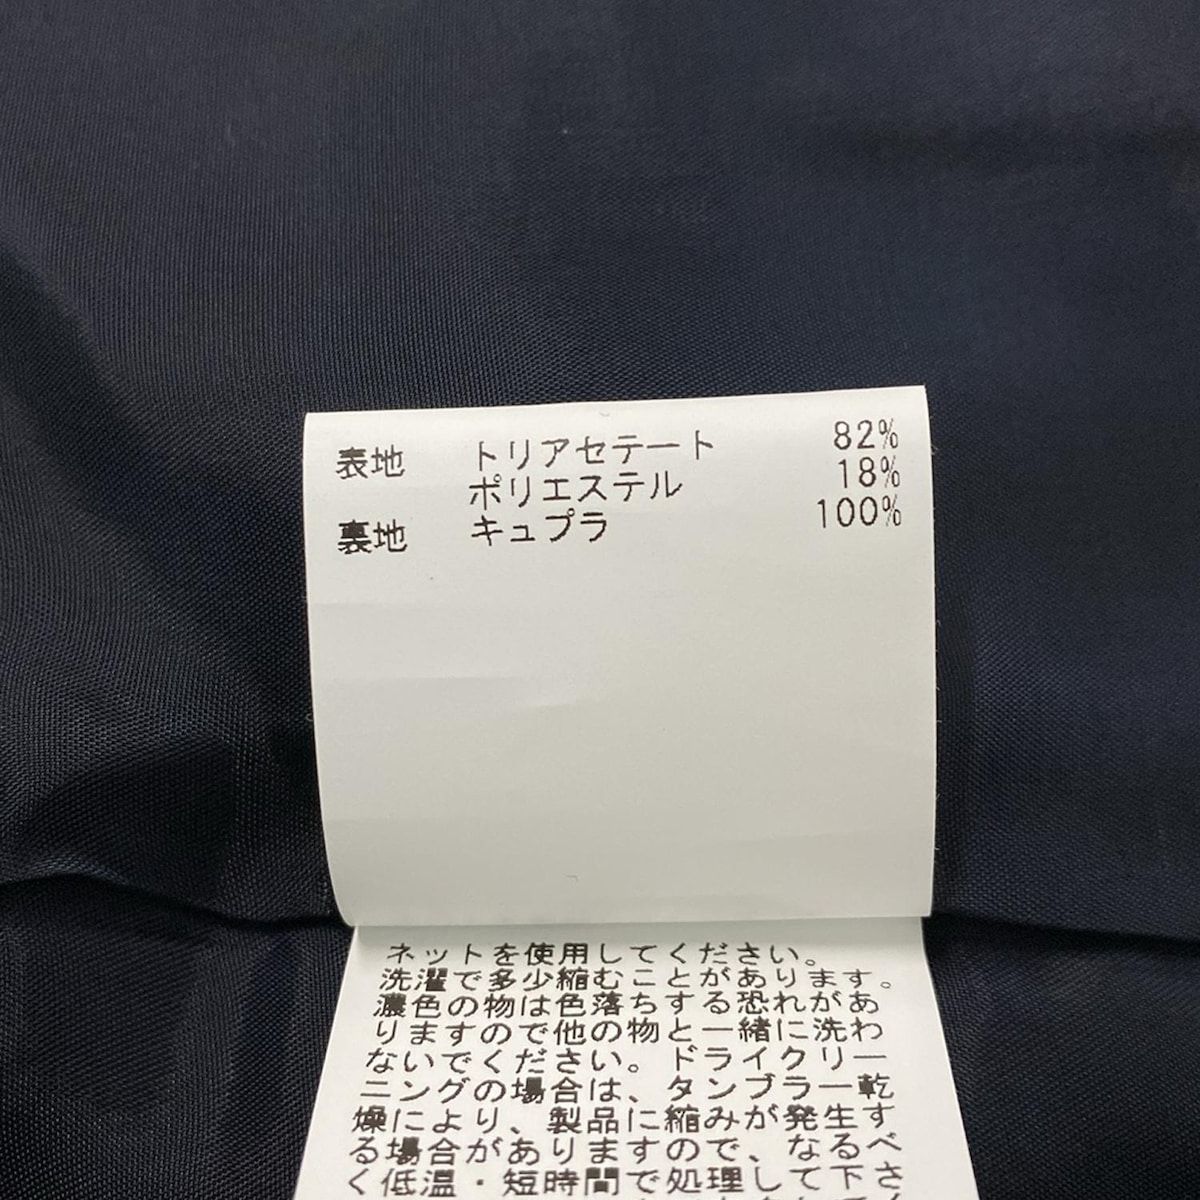 表地 トリアセテート 82%
ポリエステル 18%
裏地 キュプラ 100%
ネットを使用してください。
洗濯で多少縮むことがあります。
濃色の物は色落ちする恐れがあ
りますので他の物と一緒に洗わ
ないでください。ドライクリー
ニングの場合は、タンブラー乾
燥により、製品に縮みが発生す
る場合がありますので、なるべ
く低温・短時間で処理して下さ